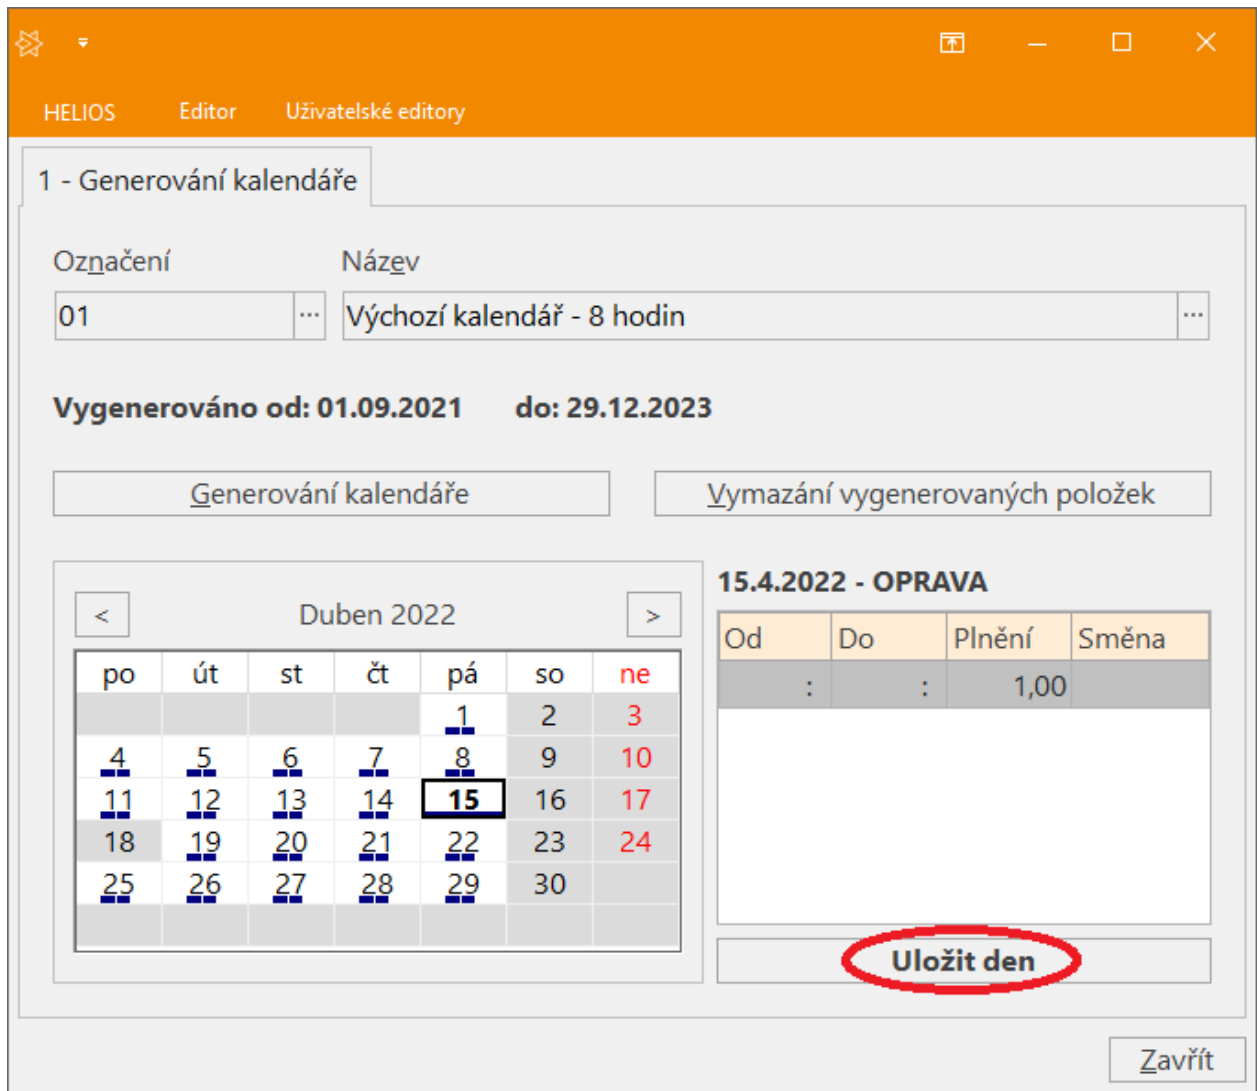 HELIOS Editor Uživatelské editory
1 - Generování kalendáře
Označení Název
01 ... Výchozí kalendář - 8 hodin ...
Vygenerováno od: 01.09.2021 do: 29.12.2023
Generování kalendáře Vymazání vygenerovaných položek
< Duben 2022 >
po út st čt pá so ne
1 2 3
4 5 6 7 8 9 10
11 12 13 14 15 16 17
18 19 20 21 22 23 24
25 26 27 28 29 30
15.4.2022 - OPRAVA
Od Do Plnění Směna
: : 1,00
Uložit den
Zavřít